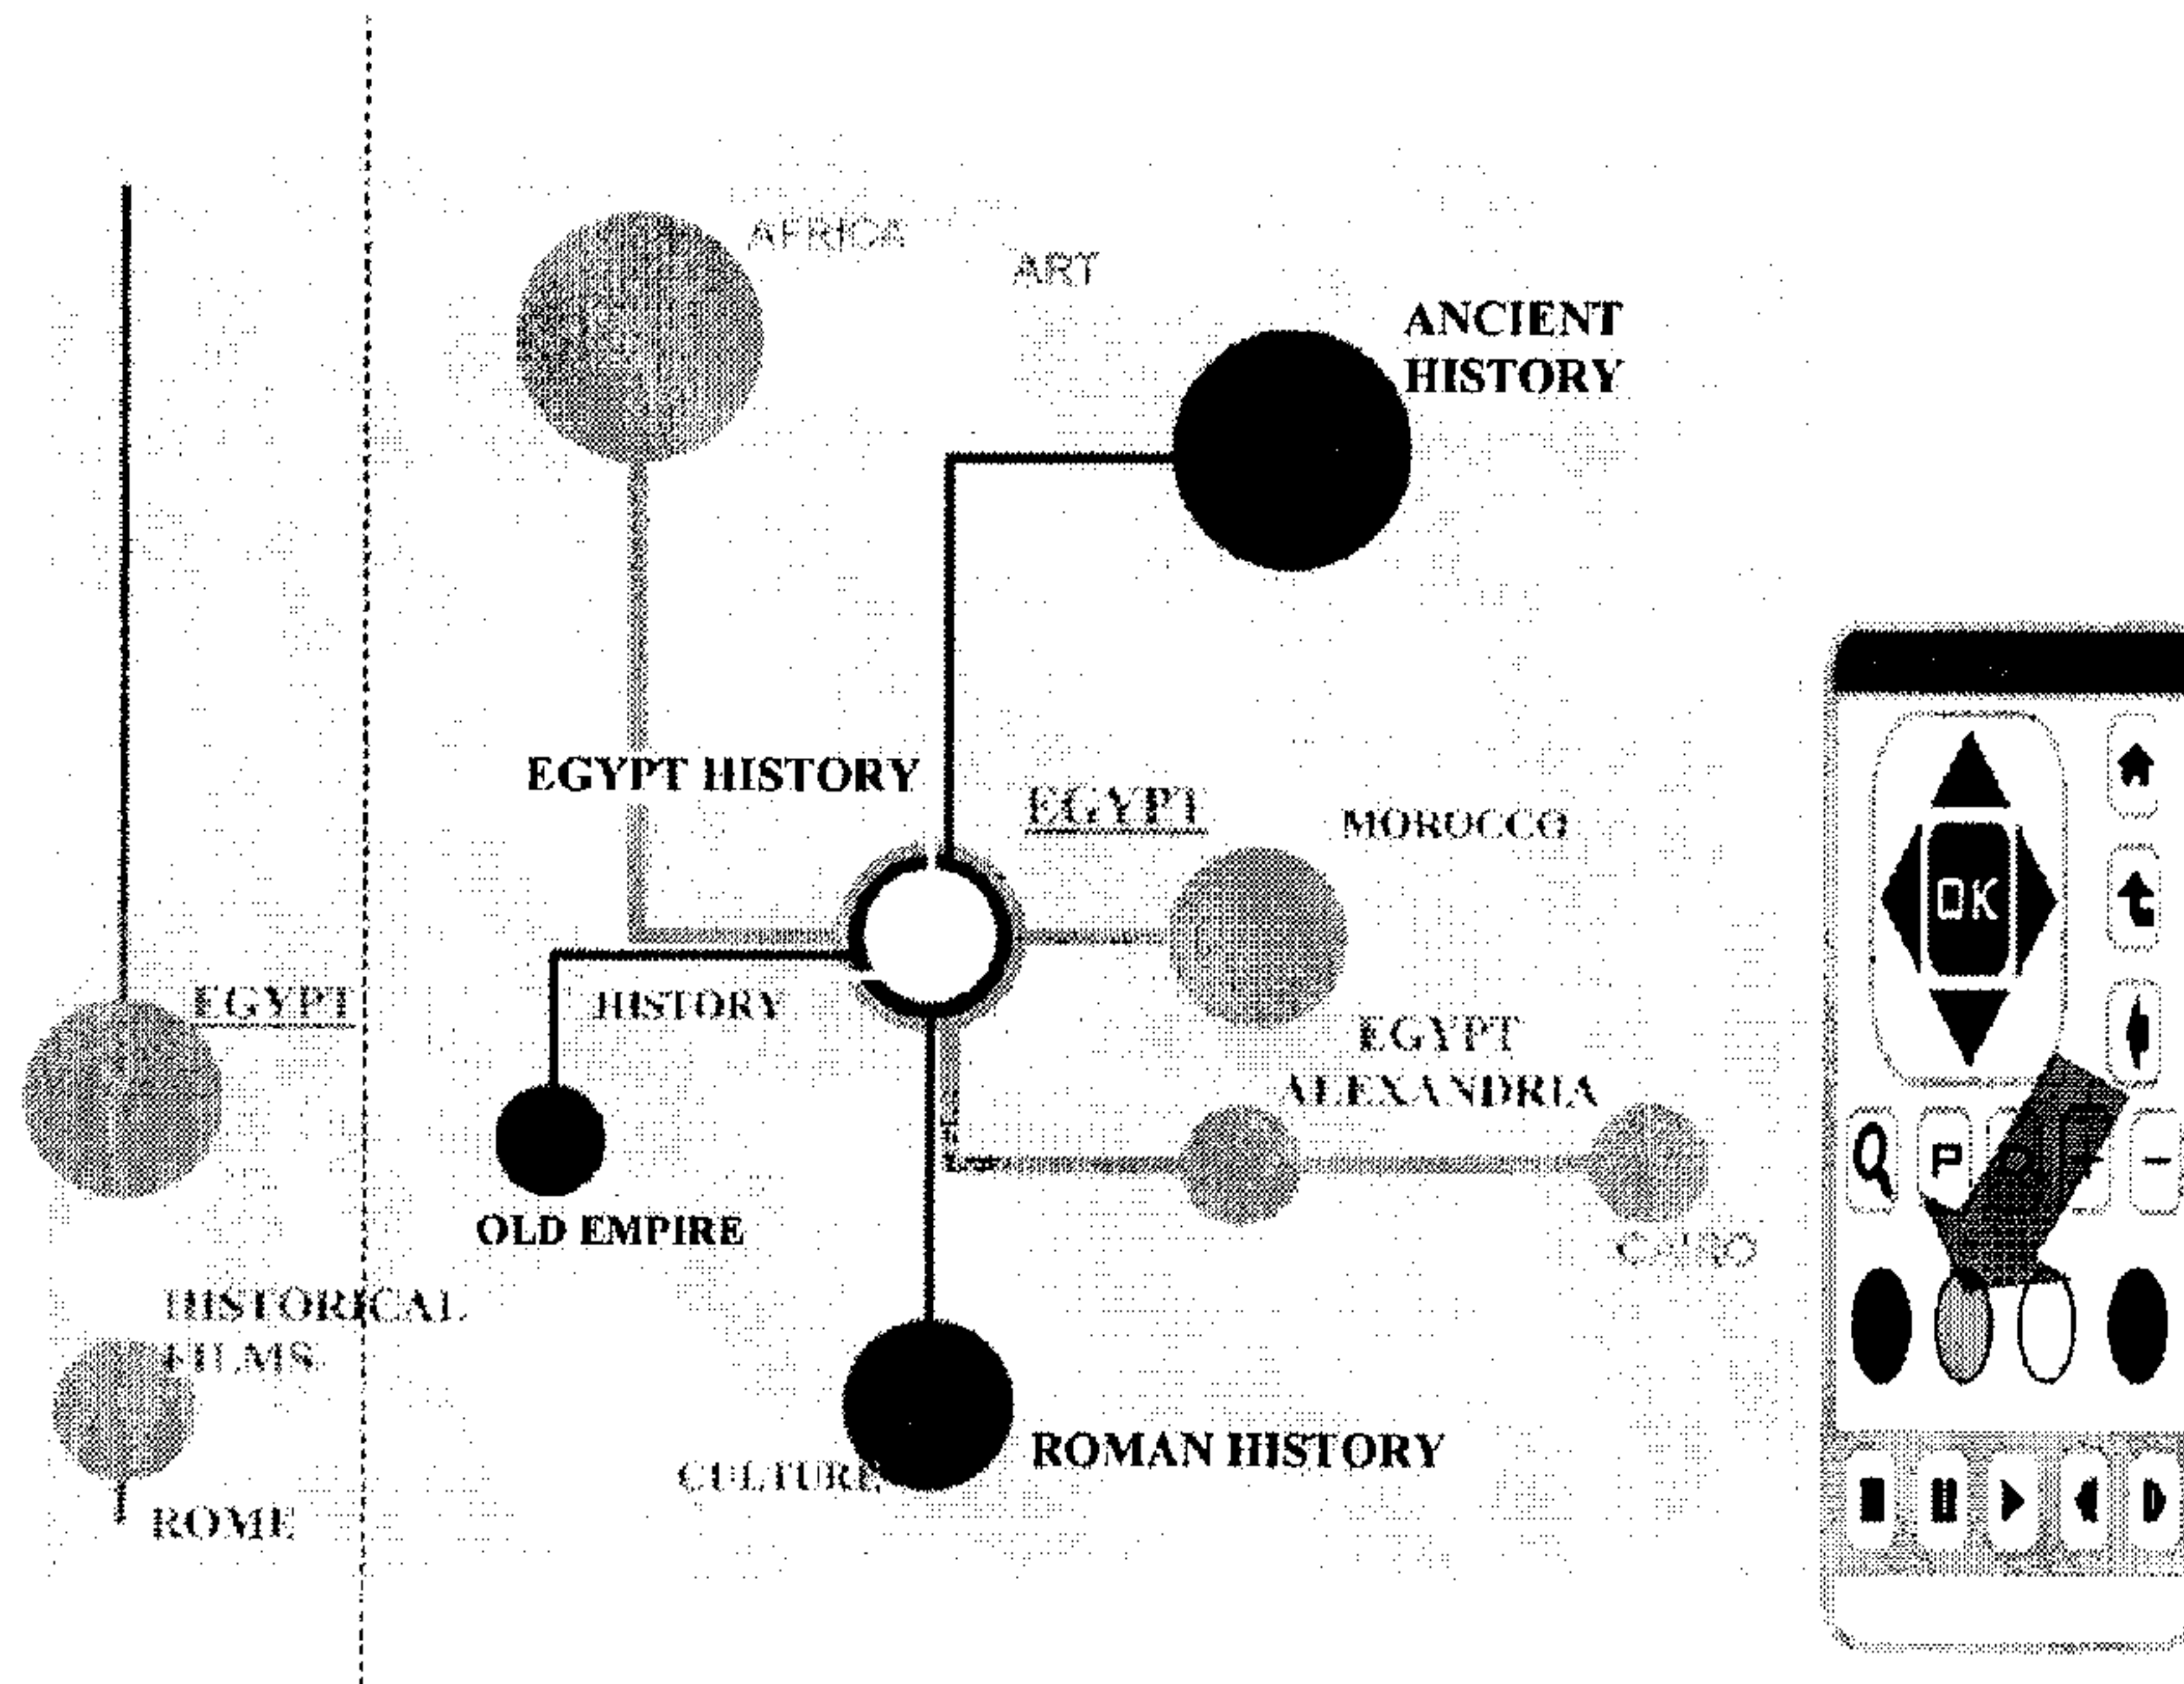 AFRICA
ART
ANCIENT
HISTORY
EGYPT HISTORY
EGYPT
MOROCCO
OK
EGYPT
HISTORY
EGYPT
ALEXANDRIA
P
OLD EMPIRE
CAIRO
HISTORICAL
FILMS
ROMAN HISTORY
CULTURE
ROME